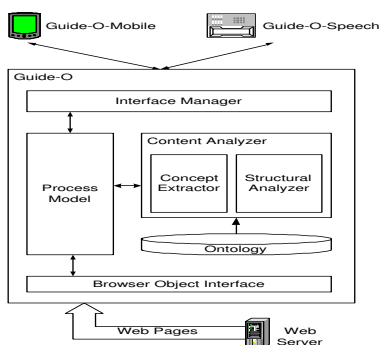 Guide-O-Mobile
Guide-O-Speech
Guide-O
Interface Manager
Process
Model
Content Analyzer
Concept
Extractor
Structural
Analyzer
Ontology
Browser Object Interface
Web Pages
Web
Server